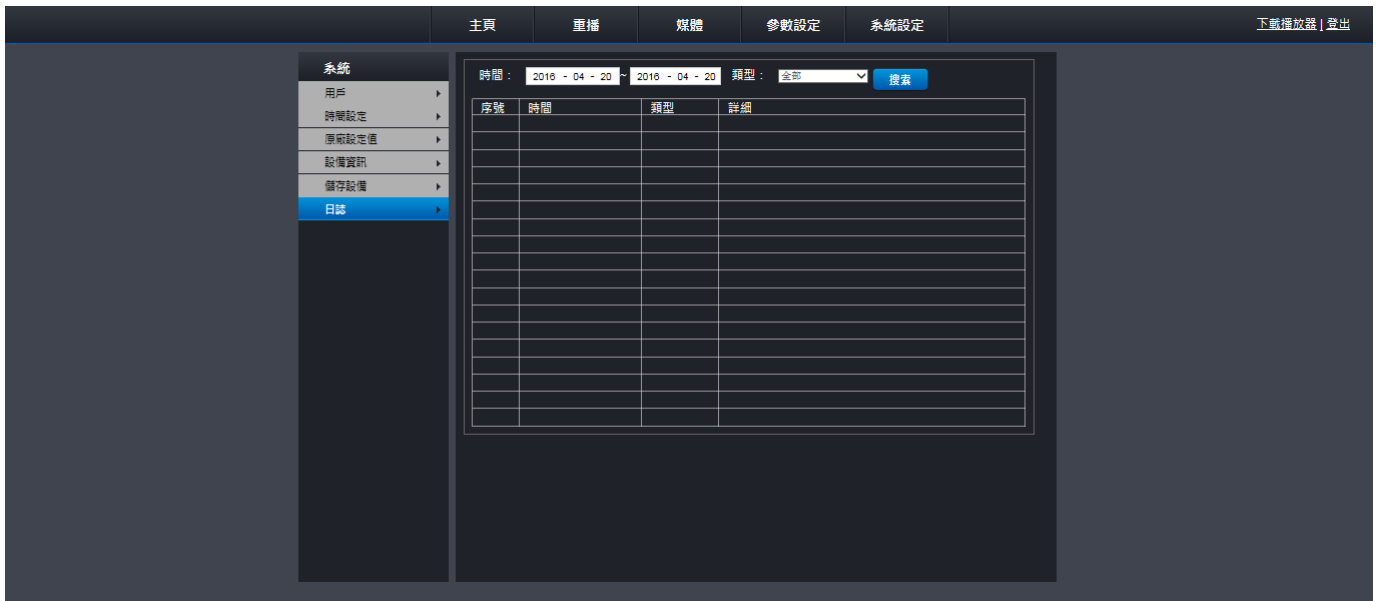 主頁 重播 媒體 參數設定 系統設定 下載播放器 | 登出
系統
用戶
時間設定
原廠設定值
設備資訊
儲存設備
日誌
時間： 2016 - 04 - 20 ~ 2016 - 04 - 20 類型： 全部 搜索
序號 時間 類型 詳細